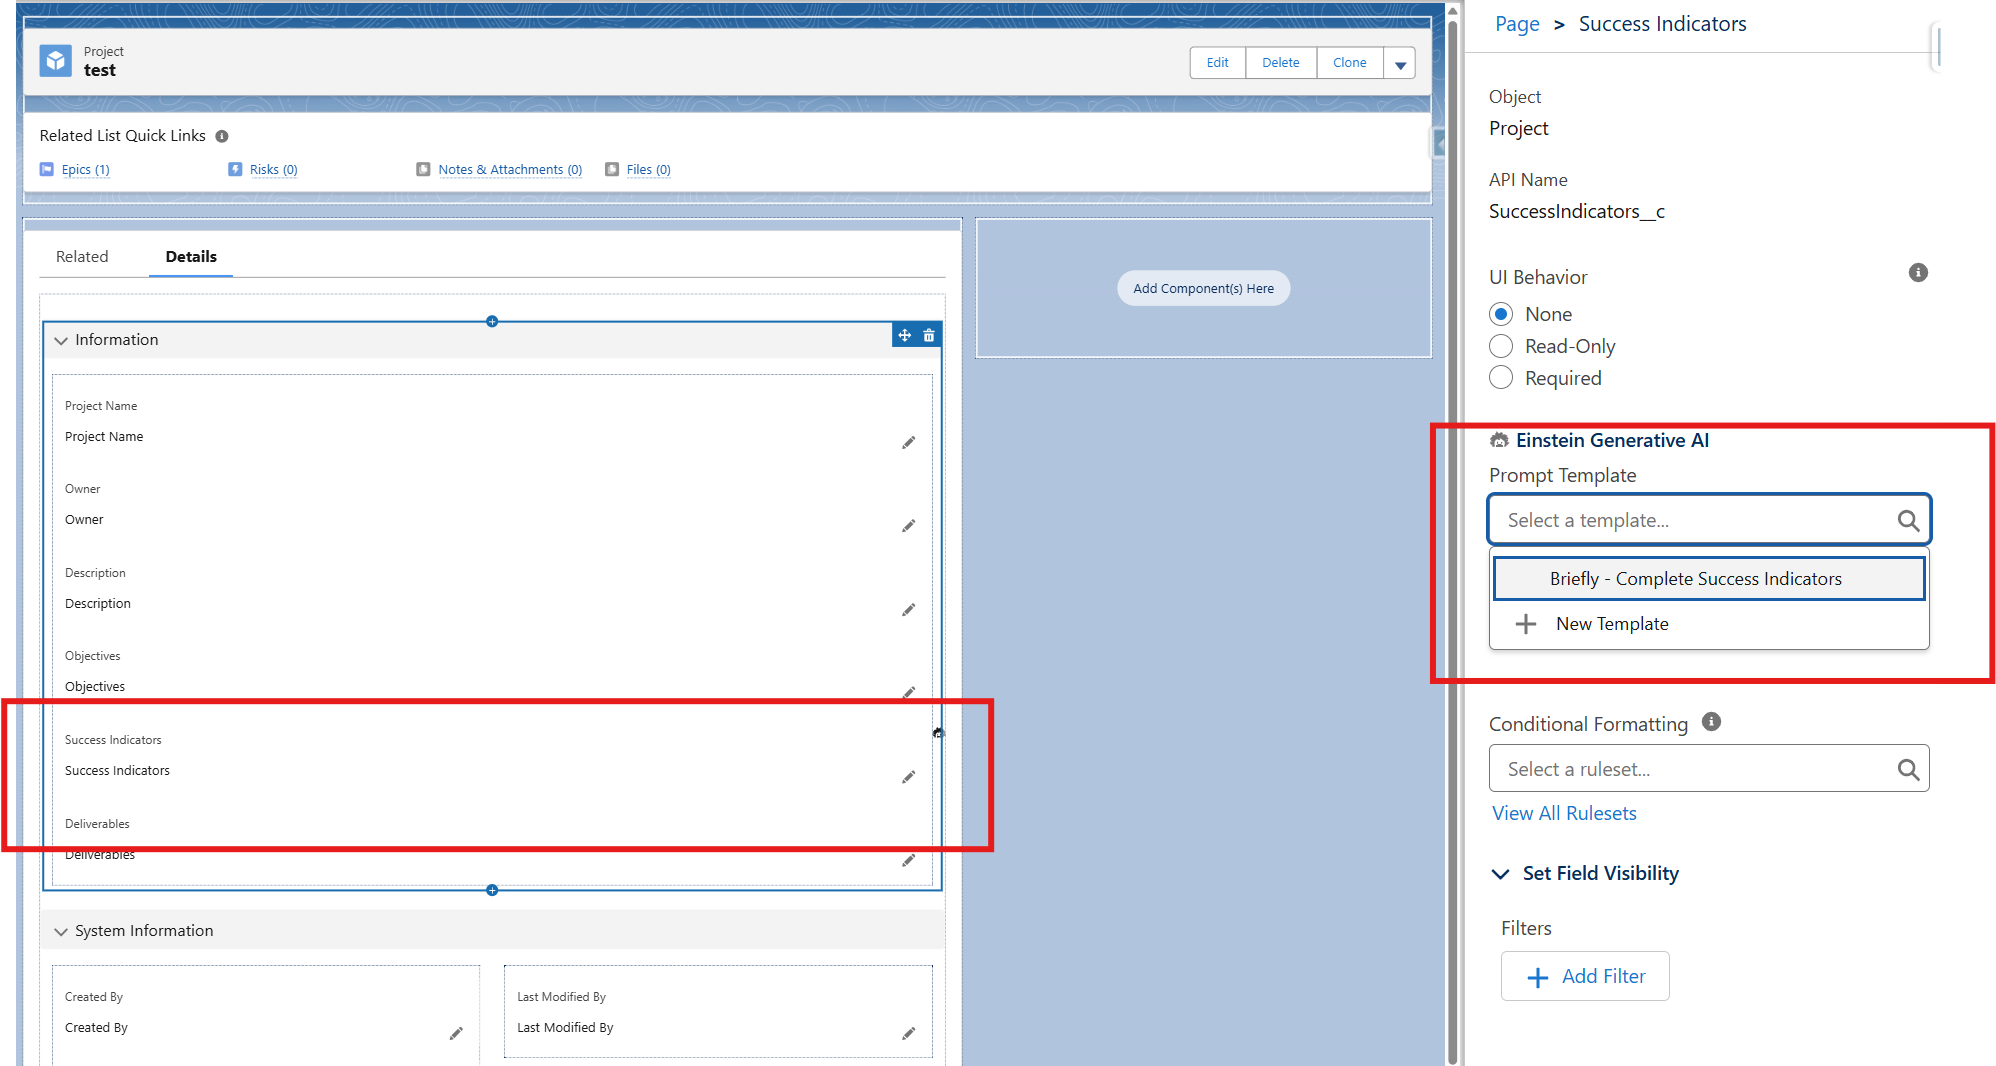 Project
test
Edit
Delete
Clone
Related List Quick Links
Epics (1)
Risks (0)
Notes & Attachments (0)
Files (0)
Related
Details
Information
Project Name
Project Name
Owner
Owner
Description
Description
Objectives
Objectives
Success Indicators
Success Indicators
Deliverables
Deliverables
System Information
Created By
Created By
Last Modified By
Last Modified By
Add Component(s) Here
Page > Success Indicators
Object
Project
API Name
SuccessIndicators__c
UI Behavior
None
Read-Only
Required
Einstein Generative AI
Prompt Template
Select a template...
Briefly - Complete Success Indicators
New Template
Conditional Formatting
Select a ruleset...
View All Rulesets
Set Field Visibility
Filters
Add Filter